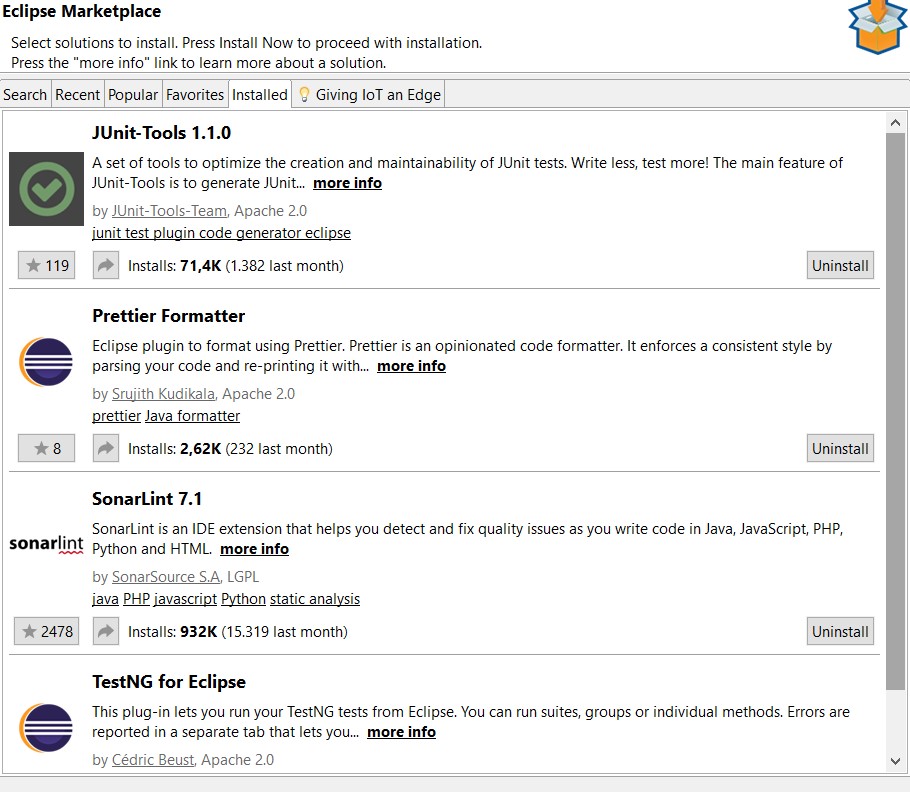 Eclipse Marketplace
Select solutions to install. Press Install Now to proceed with installation.
Press the "more info" link to learn more about a solution.
Search Recent Popular Favorites Installed Giving IoT an Edge
JUnit-Tools 1.1.0
A set of tools to optimize the creation and maintainability of JUnit tests. Write less, test more! The main feature of
JUnit-Tools is to generate JUnit... more info
by JUnit-Tools-Team, Apache 2.0
junit test plugin code generator eclipse
119 Installs: 71,4K (1.382 last month) Uninstall
Prettier Formatter
Eclipse plugin to format using Prettier. Prettier is an opinionated code formatter. It enforces a consistent style by
parsing your code and re-printing it with... more info
by Srujith Kudikala, Apache 2.0
prettier Java formatter
8 Installs: 2,62K (232 last month) Uninstall
SonarLint 7.1
SonarLint is an IDE extension that helps you detect and fix quality issues as you write code in Java, JavaScript, PHP,
sonarlint Python and HTML. more info
by SonarSource S.A, LGPL
java PHP javascript Python static analysis
2478 Installs: 932K (15.319 last month) Uninstall
TestNG for Eclipse
This plug-in lets you run your TestNG tests from Eclipse. You can run suites, groups or individual methods. Errors are
reported in a separate tab that lets you... more info
by Cédric Beust, Apache 2.0